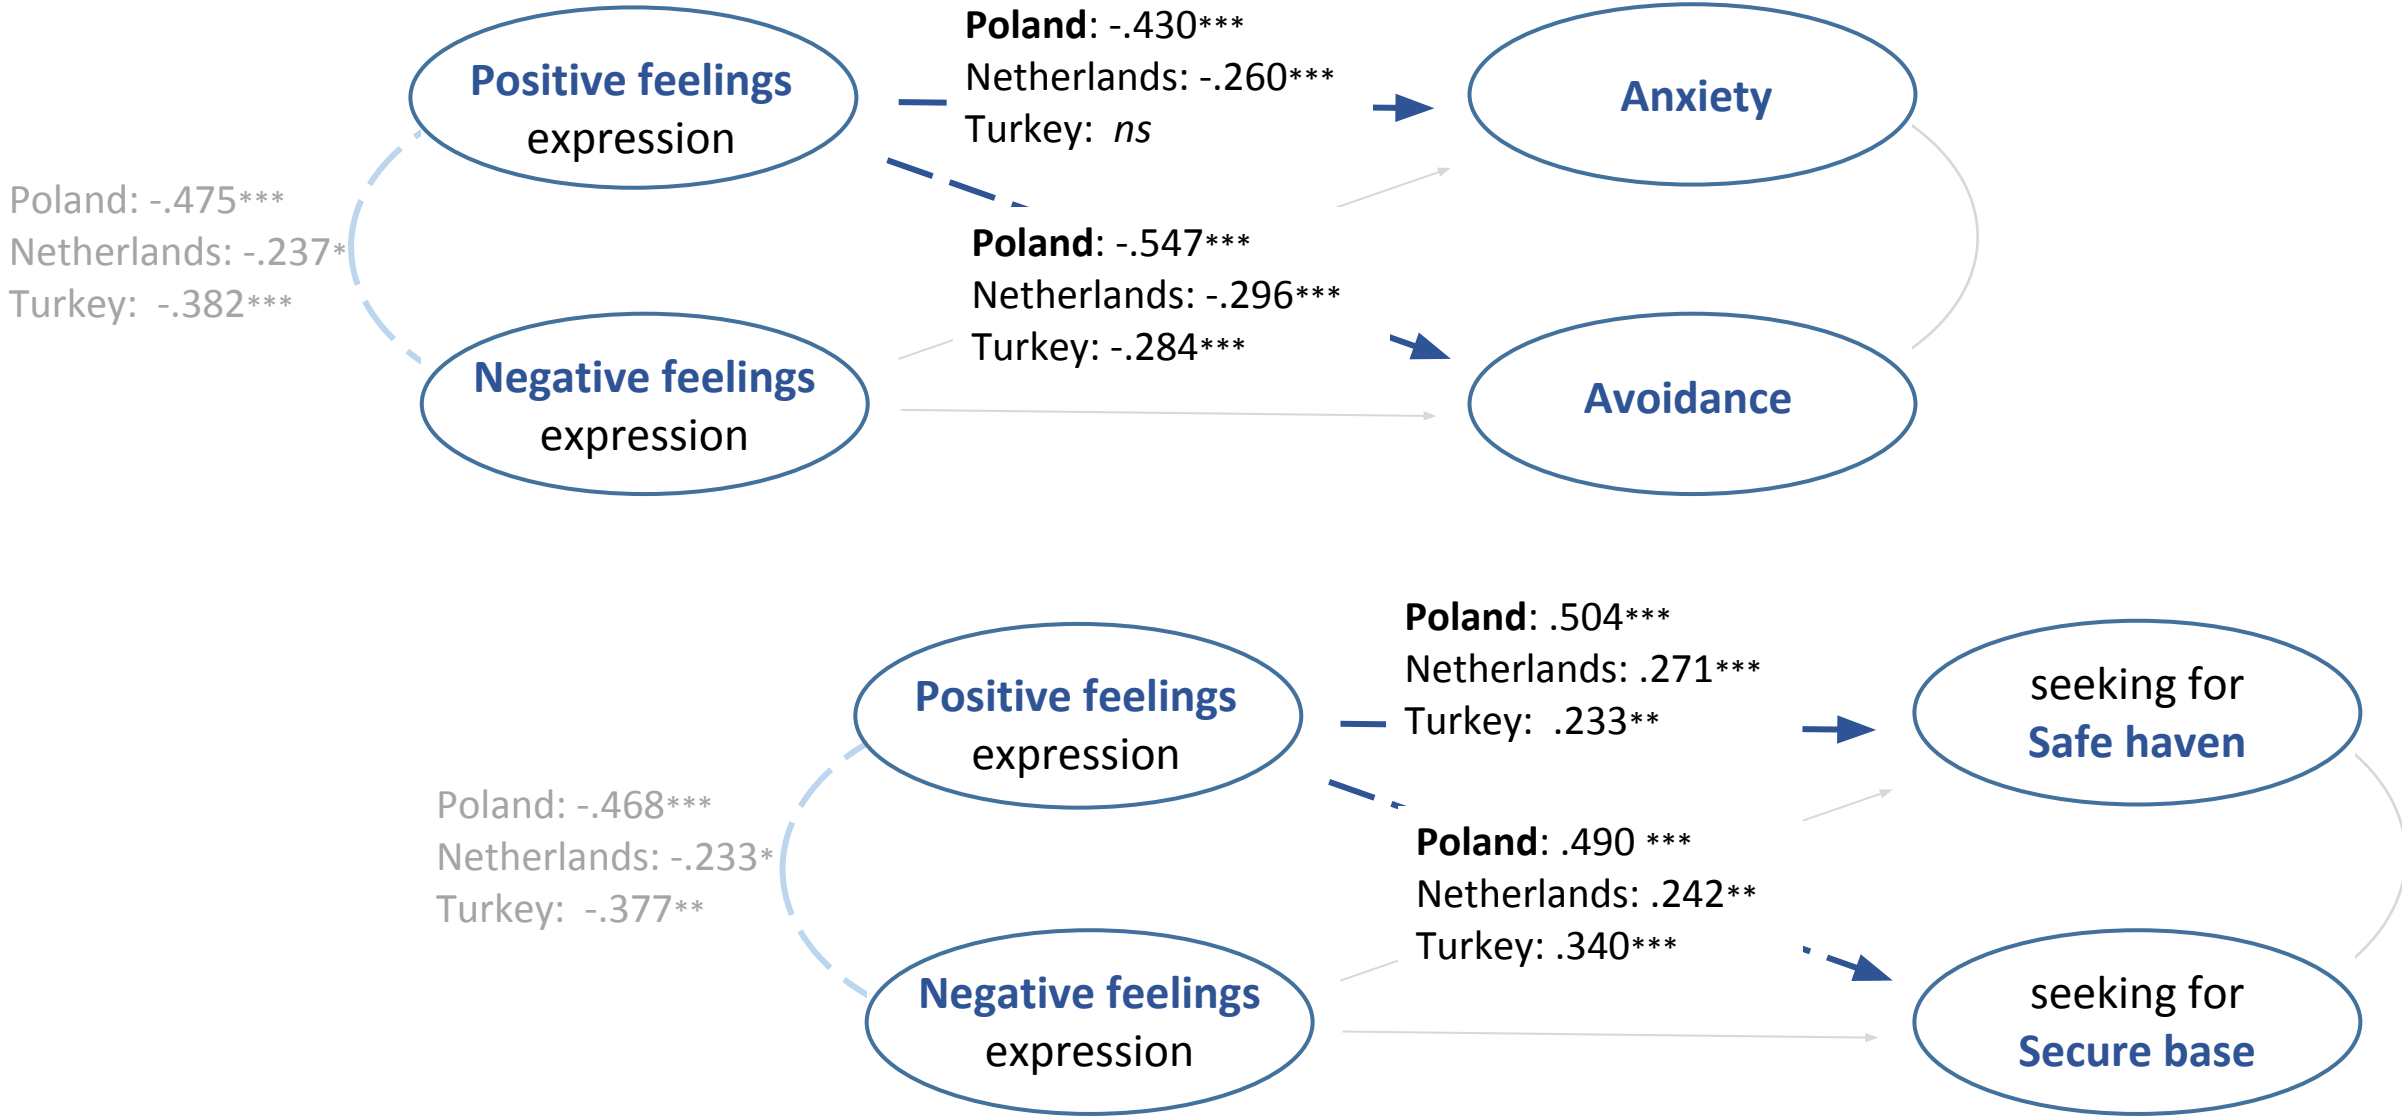 Positive feelings
expression
Poland: -.430***
Netherlands: -.260***
Turkey:  ns
Anxiety
Poland: -.475***
Netherlands: -.237*
Turkey:  -.382***
Poland: -.547***
Netherlands: -.296***
Turkey: -.284***
Negative feelings
expression
Avoidance
Positive feelings
expression
Poland: .504***
Netherlands: .271***
Turkey:  .233**
seeking for
Safe haven
Poland: -.468***
Netherlands: -.233*
Turkey:  -.377**
Poland: .490 ***
Netherlands: .242**
Turkey: .340***
Negative feelings
expression
seeking for
Secure base